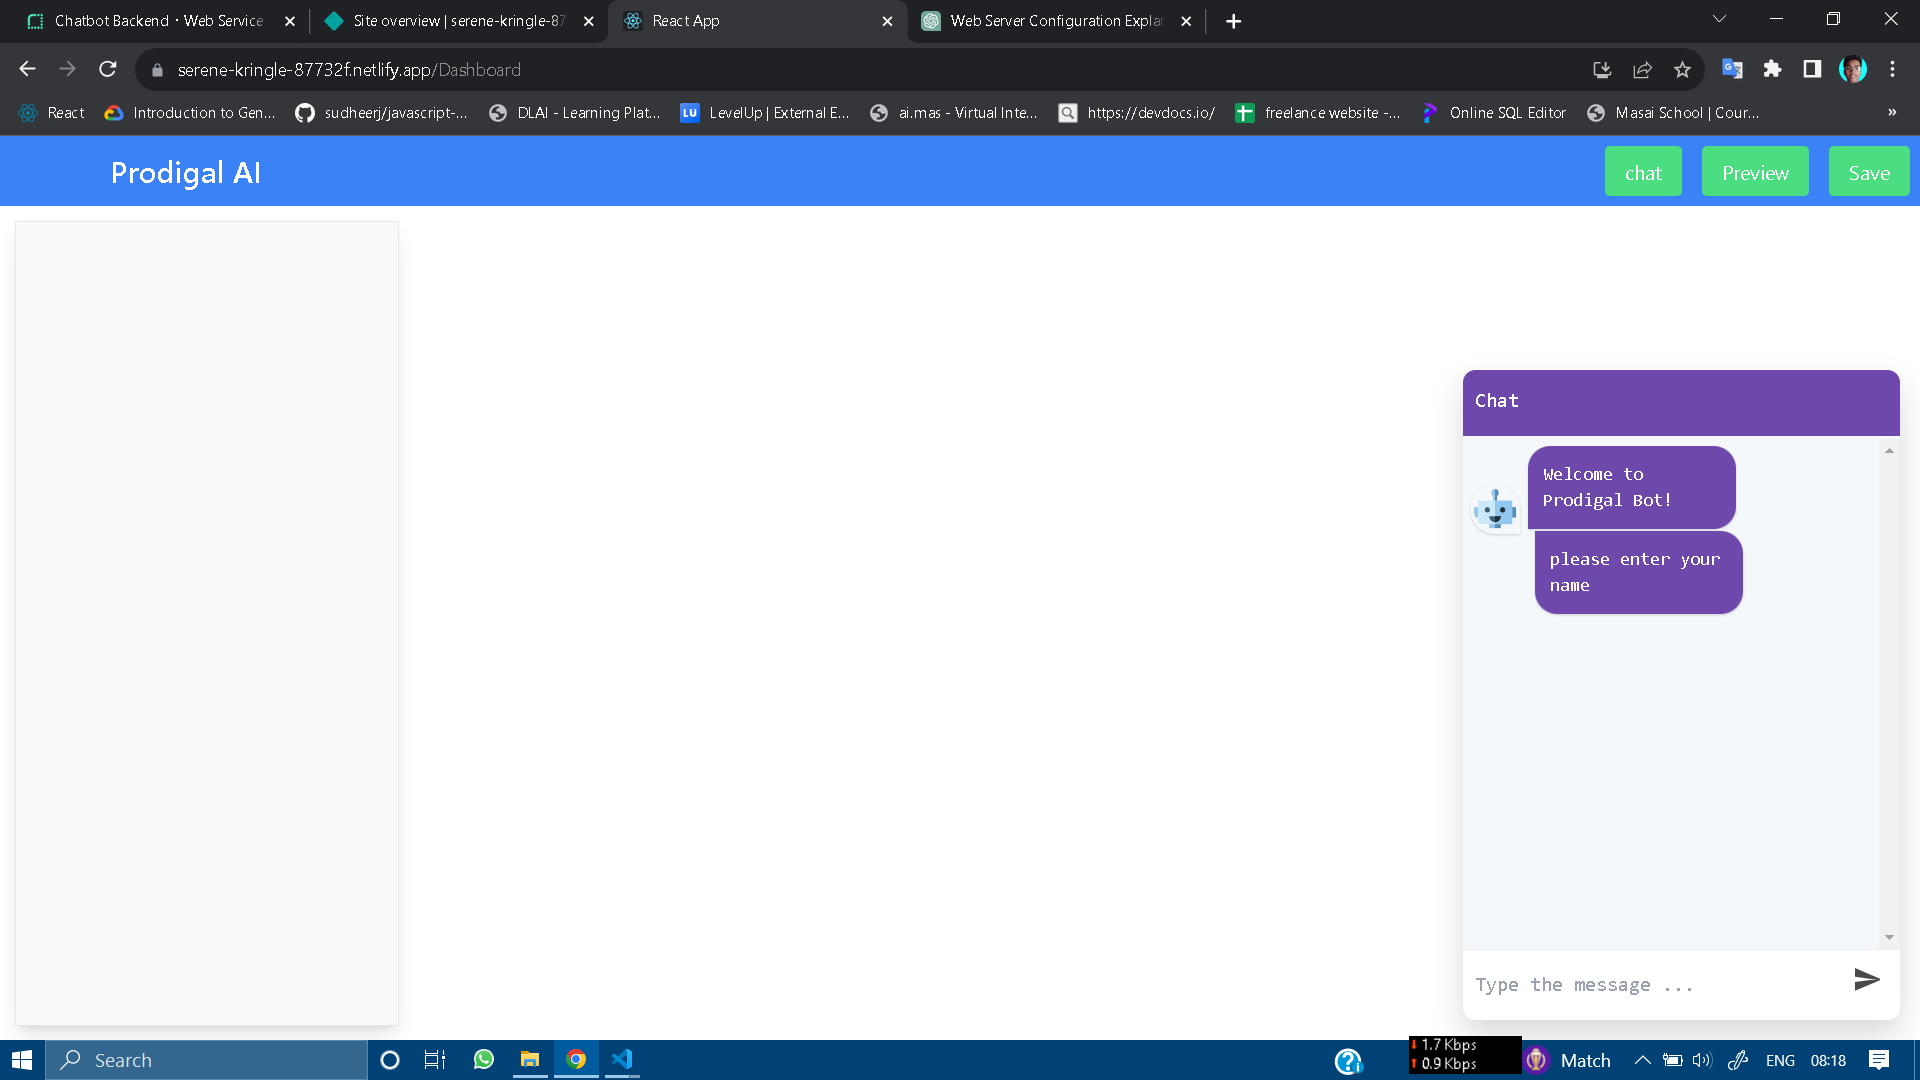 Chatbot Backend · Web Service
Site overview | serene-kringle-87
React App
Web Server Configuration Expla
serene-kringle-87732f.netlify.app/Dashboard
React
Introduction to Gen...
sudheerj/javascript-...
DLAI - Learning Plat...
LU
LevelUp | External E...
ai.mas - Virtual Inte...
https://devdocs.io/
freelance website -...
Online SQL Editor
Masai School | Cour...
»
Prodigal AI
chat
Preview
Save
Chat
Welcome to
Prodigal Bot!
please enter your
name
Type the message ...
Search
1.7 Kbps
0.9 Kbps
Match
ENG
08:18